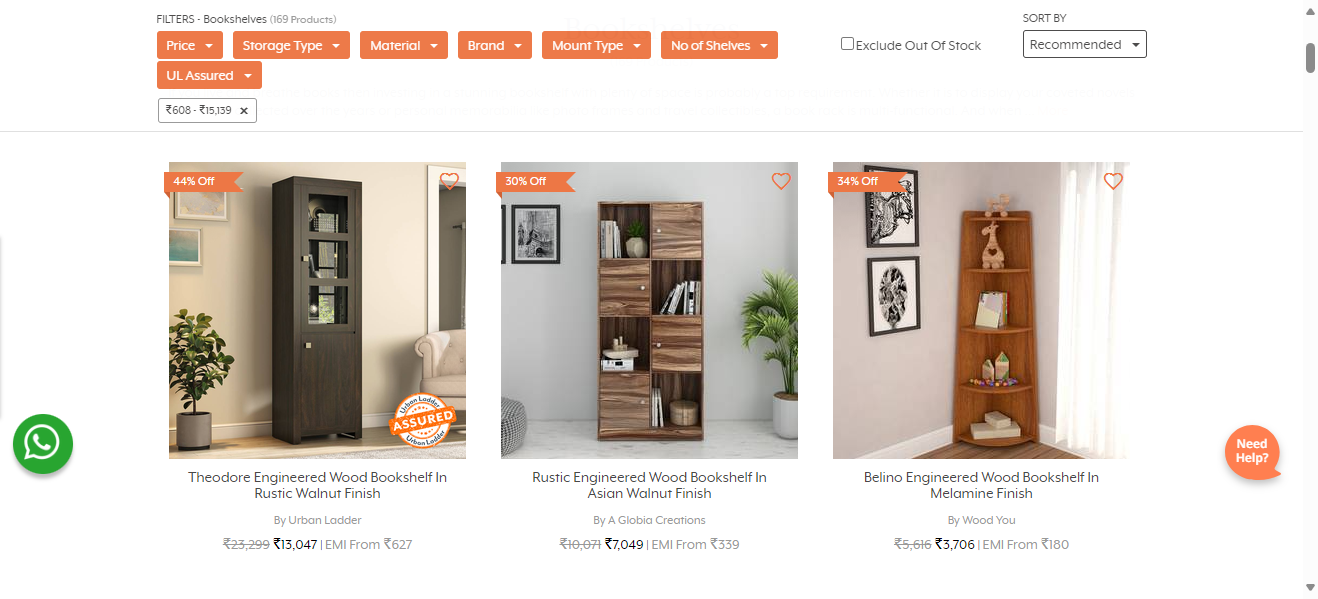 FILTERS - Bookshelves (169 Products)
SORT BY
Price
Storage Type
Material
Brand
Mount Type
No of Shelves
Exclude Out Of Stock
Recommended
UL Assured
₹608 - ₹15,139 ×
44% Off
30% Off
34% Off
Urban Ladder
ASSURED
Urban Ladder
Need
Help?
Theodore Engineered Wood Bookshelf In
Rustic Walnut Finish
By Urban Ladder
₹23,299 ₹13,047 | EMI From ₹627
Rustic Engineered Wood Bookshelf In
Asian Walnut Finish
By A Globia Creations
₹10,071 ₹7,049 | EMI From ₹339
Belino Engineered Wood Bookshelf In
Melamine Finish
By Wood You
₹5,616 ₹3,706 | EMI From ₹180